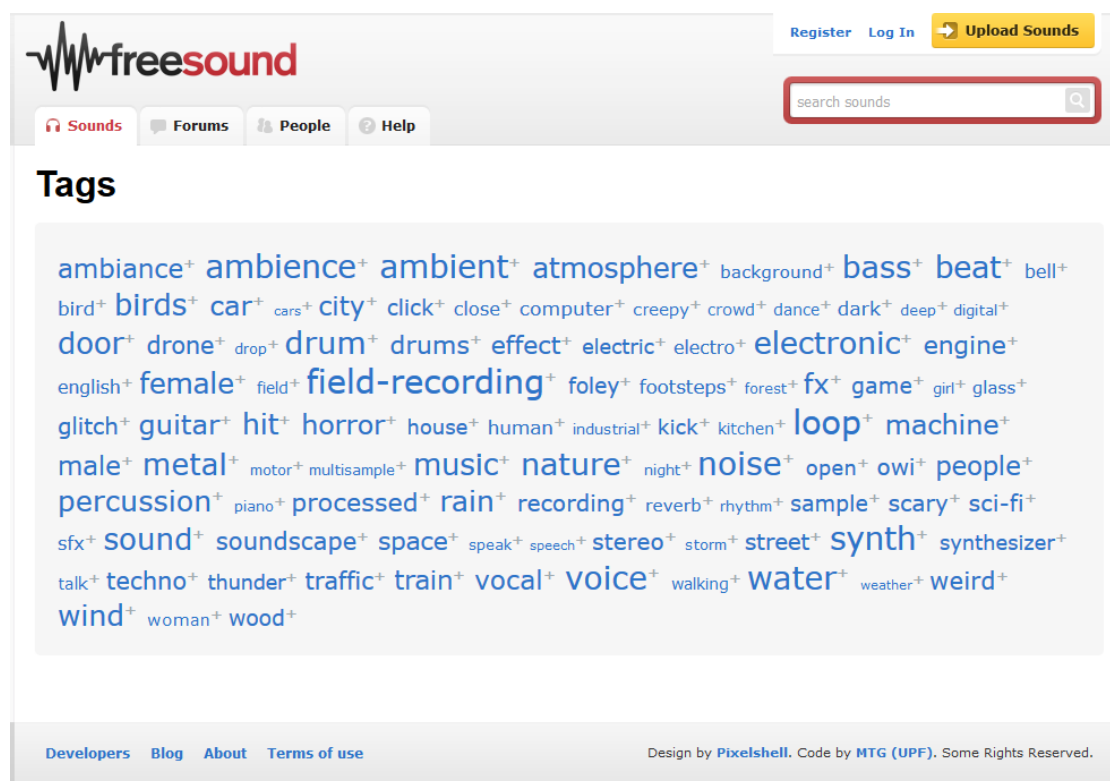 Register Log In Upload Sounds
freesound
search sounds
Sounds Forums People Help
Tags
ambiance+ ambience+ ambient+ atmosphere+ background+ bass+ beat+ bell+
bird+ birds+ car+ cars+ city+ click+ close+ computer+ creepy+ crowd+ dance+ dark+ deep+ digital+
door+ drone+ drop+ drum+ drums+ effect+ electric+ electro+ electronic+ engine+
english+ female+ field+ field-recording+ foley+ footsteps+ forest+ fx+ game+ girl+ glass+
glitch+ guitar+ hit+ horror+ house+ human+ industrial+ kick+ kitchen+ loop+ machine+
male+ metal+ motor+ multisample+ music+ nature+ night+ noise+ open+ owi+ people+
percussion+ piano+ processed+ rain+ recording+ reverb+ rhythm+ sample+ scary+ sci-fi+
sfx+ sound+ soundscape+ space+ speak+ speech+ stereo+ storm+ street+ synth+ synthesizer+
talk+ techno+ thunder+ traffic+ train+ vocal+ voice+ walking+ water+ weather+ weird+
wind+ woman+ wood+
Developers Blog About Terms of use Design by Pixelshell. Code by MTG (UPF). Some Rights Reserved.